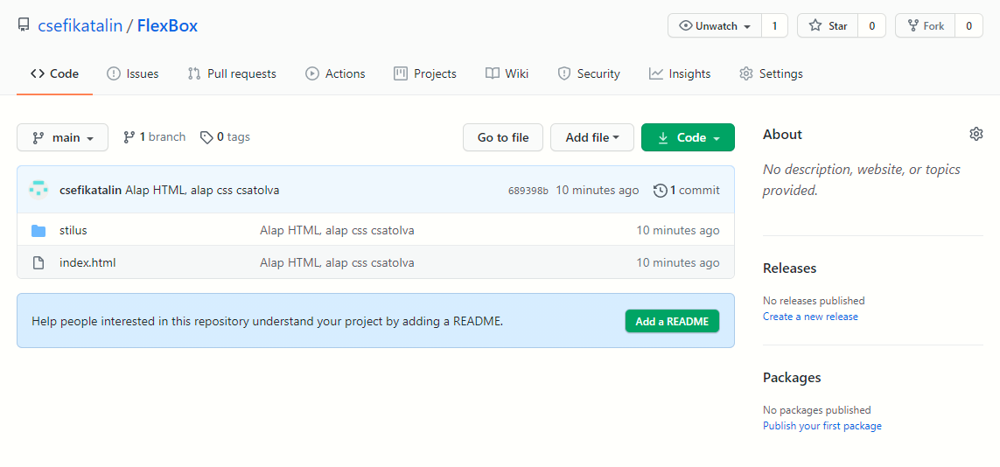 csefikatalin / FlexBox
Unwatch 1 Star 0 Fork 0
Code Issues Pull requests Actions Projects Wiki Security Insights Settings
main 1 branch 0 tags Go to file Add file Code
csefikatalin Alap HTML, alap css csatolva 689398b 10 minutes ago 1 commit
stilus Alap HTML, alap css csatolva 10 minutes ago
index.html Alap HTML, alap css csatolva 10 minutes ago
Help people interested in this repository understand your project by adding a README. Add a README
About
No description, website, or topics
provided.
Releases
No releases published
Create a new release
Packages
No packages published
Publish your first package